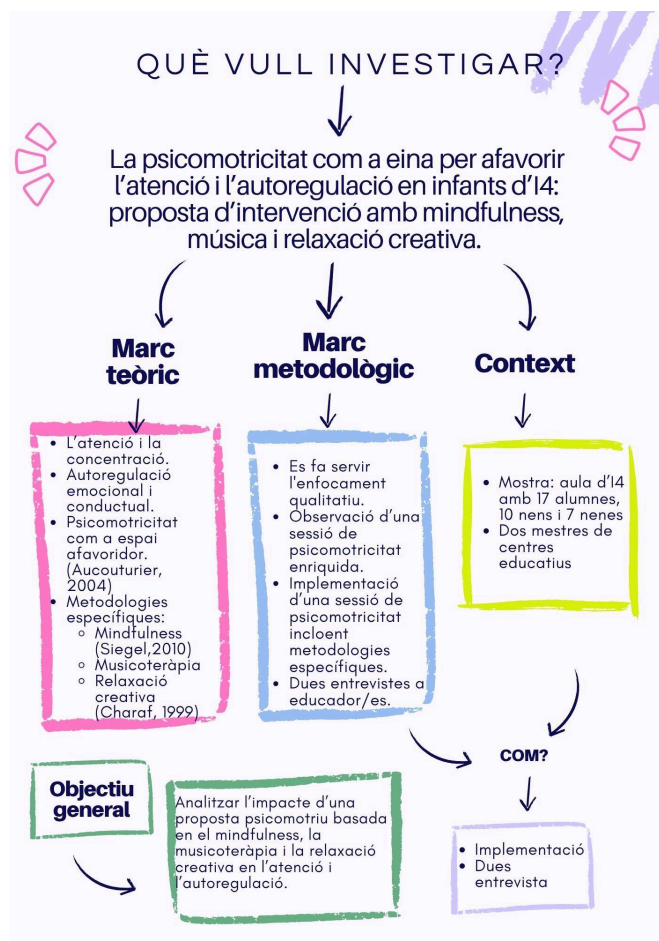 QUÈ VULL INVESTIGAR?
La psicomotricitat com a eina per afavorir
l'atenció i l'autoregulació en infants d'I4:
proposta d'intervenció amb mindfulness,
música i relaxació creativa.
Marc
teòric
• L'atenció i la
concentració.
• Autoregulació
emocional i
conductual.
• Psicomotricitat
com a espai
afavoridor.
(Aucouturier,
2004)
• Metodologies
específiques:
◦ Mindfulness
(Siegel,2010)
◦ Musicoteràpia
◦ Relaxació
creativa
(Charaf, 1999)
Marc
metodològic
• Es fa servir
l'enfocament
qualitatiu.
• Observació d'una
sessió de
psicomotricitat
enriquida.
• Implementació
d'una sessió de
psicomotricitat
incloent
metodologies
específiques.
• Dues entrevistes a
educador/es.
Context
• Mostra: aula d'I4
amb 17 alumnes,
10 nens i 7 nenes
• Dos mestres de
centres
educatius
COM?
• Implementació
• Dues
entrevista
Objectiu
general
Analitzar l'impacte d'una
proposta psicomotriu basada
en el mindfulness, la
musicoteràpia i la relaxació
creativa en l'atenció i
l'autoregulació.